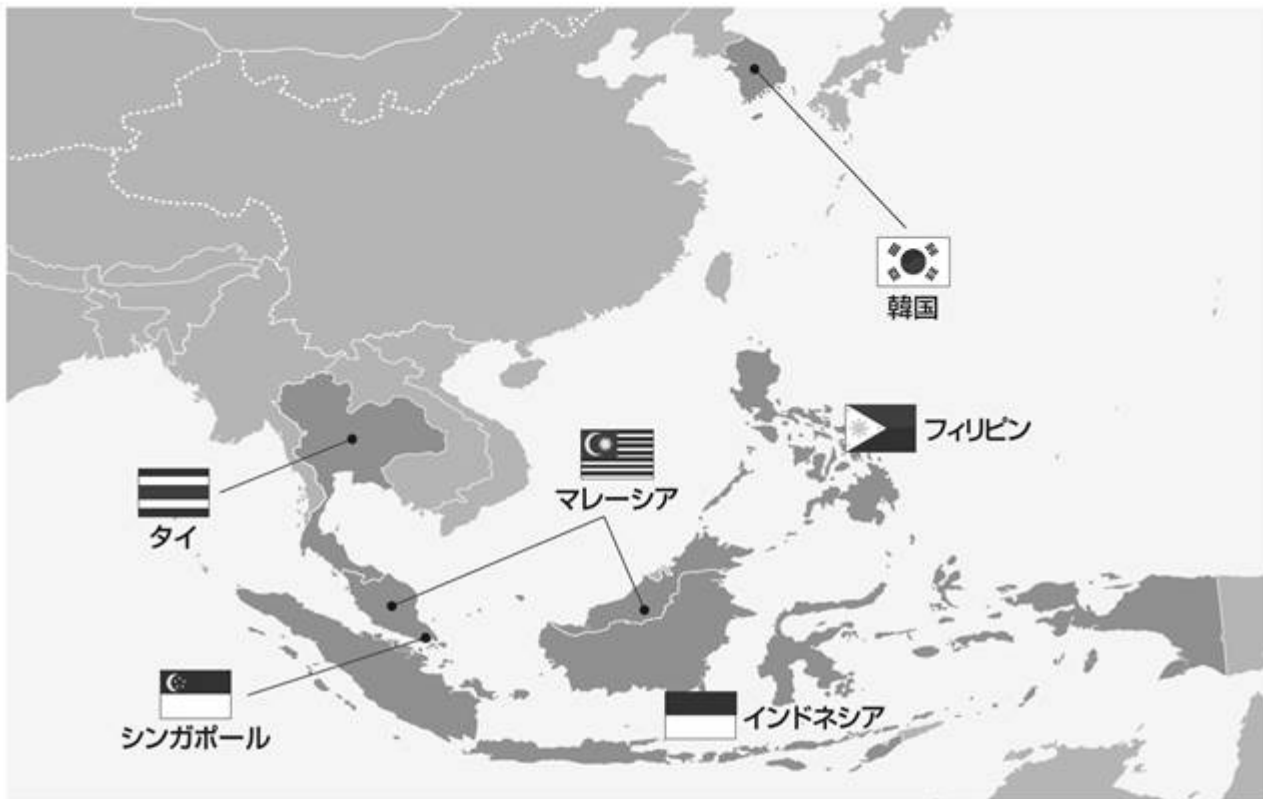 韓国
フィリピン
マレーシア
タイ
シンガポール
インドネシア